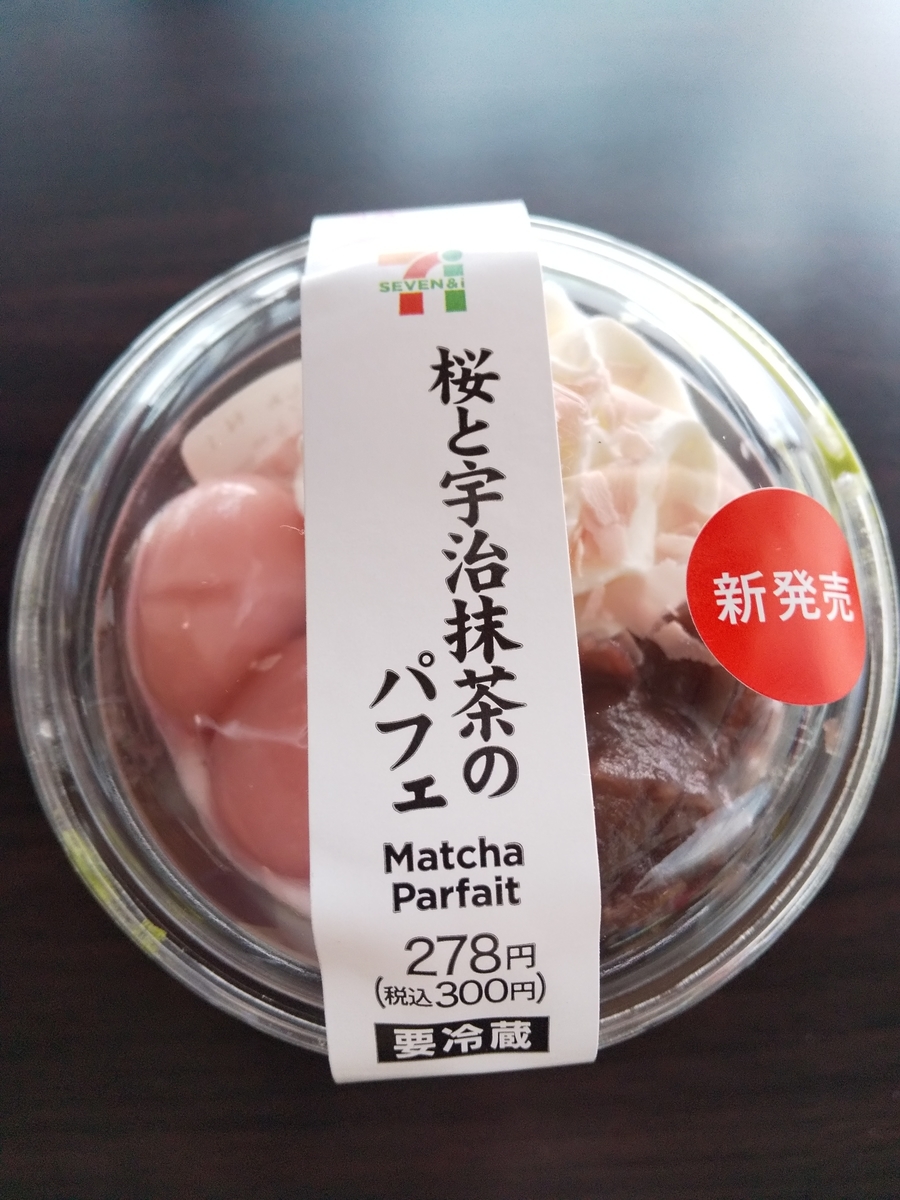 SEVEN&i
桜と宇治抹茶の
パフェ
Matcha
Parfait
278円
(税込300円)
要冷蔵
新発売